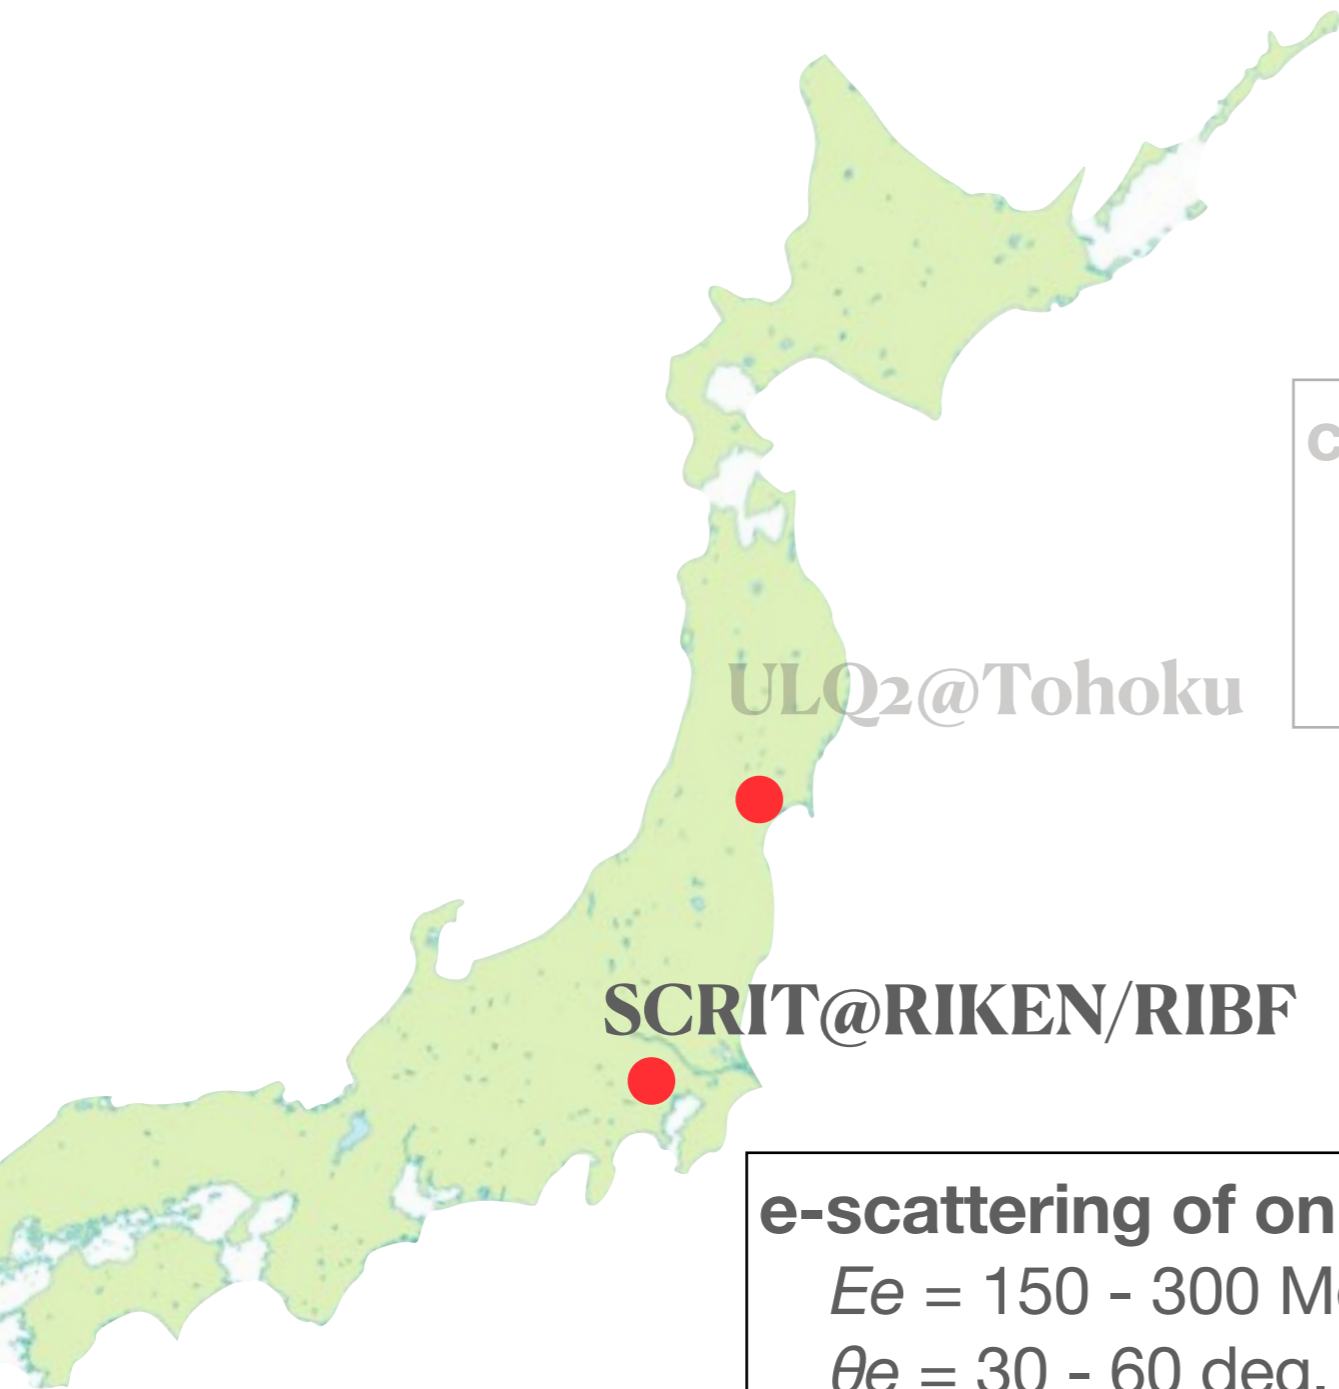 ULQ2@Tohoku
SCRIT@RIKEN/RIBF
e-scattering of on
Ee = 150 - 300 M
θe = 30 - 60 deg.